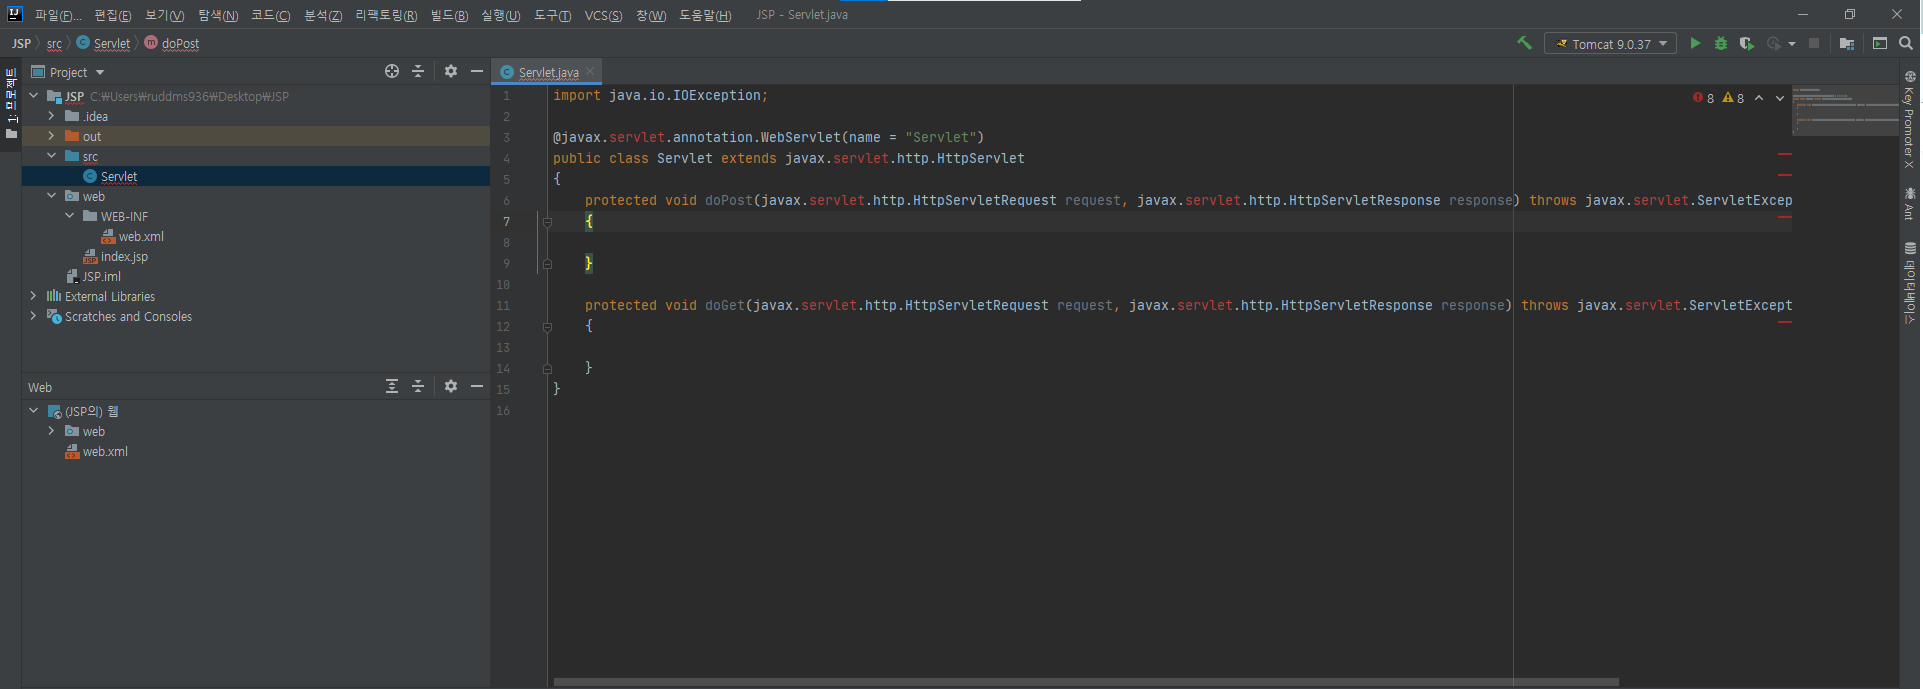 파일(F)... 편집(E) 보기(V) 탐색(N) 코드(C) 분석(Z) 리팩토링(R) 빌드(B) 실행(U) 도구(T) VCS(S) 창(W) 도움말(H) JSP - Servlet.java
JSP src Servlet doPost
Tomcat 9.0.37
1: 프로젝트
Project
JSP C:₩Users₩ruddms936₩Desktop₩JSP
.idea
out
src
Servlet
web
WEB-INF
web.xml
index.jsp
JSP.iml
External Libraries
Scratches and Consoles
Web
(JSP의) 웹
web
web.xml
Servlet.java
8 8
1 import java.io.IOException;
2
3 @javax.servlet.annotation.WebServlet(name = "Servlet")
4 public class Servlet extends javax.servlet.http.HttpServlet
5 {
6 protected void doPost(javax.servlet.http.HttpServletRequest request, javax.servlet.http.HttpServletResponse response) throws javax.servlet.ServletExcep
7 {
8
9 }
10
11 protected void doGet(javax.servlet.http.HttpServletRequest request, javax.servlet.http.HttpServletResponse response) throws javax.servlet.ServletExcept
12 {
13
14 }
15 }
16
Key Promoter X
Ant
데이터베이스